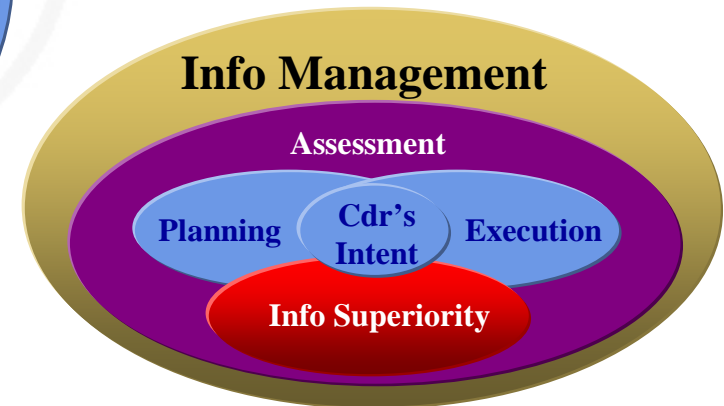 Info Management
Assessment
Planning
Cdr's
Intent
Execution
Info Superiority